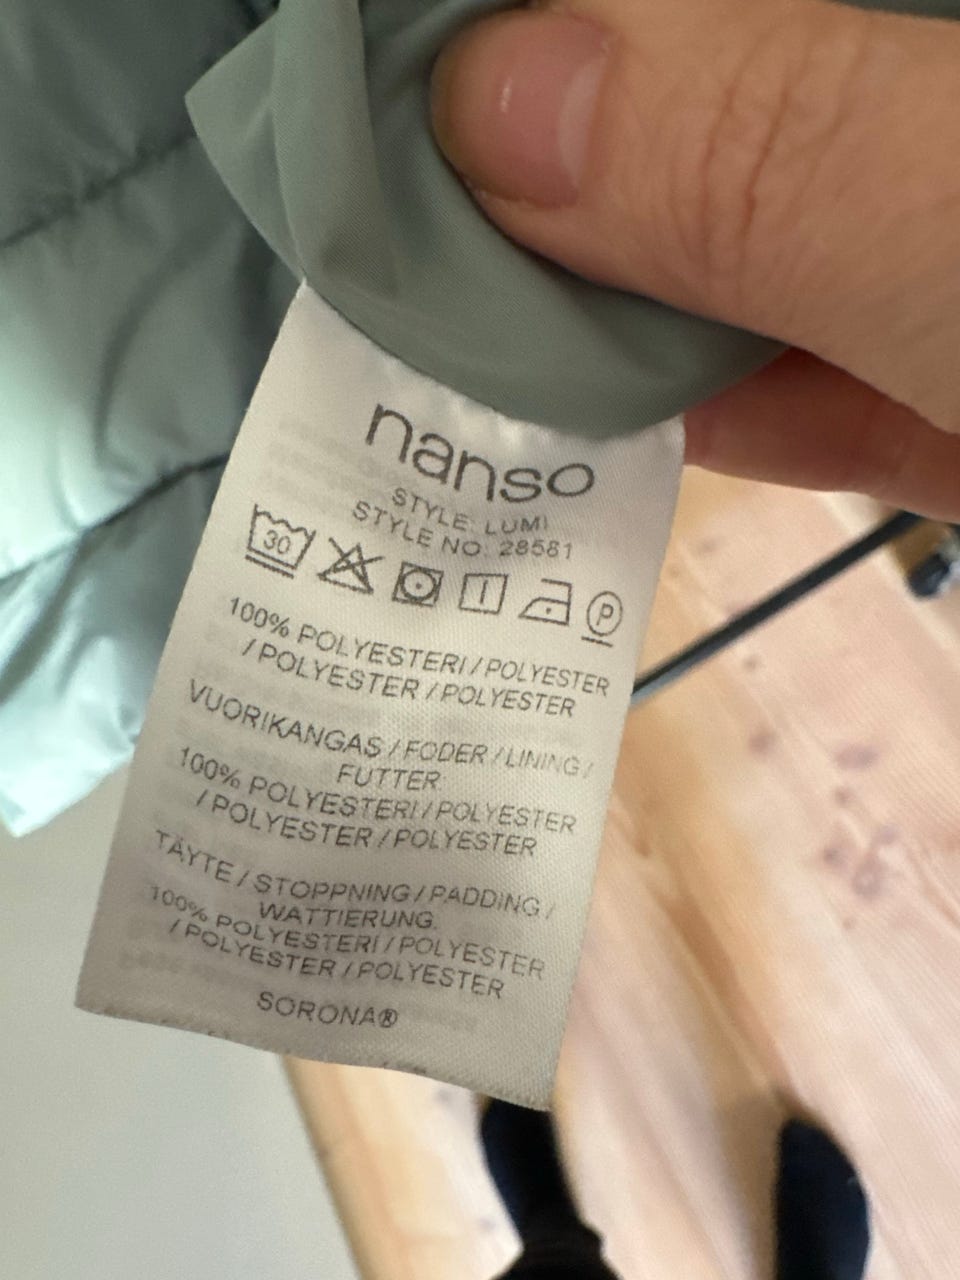 nanso
STYLE: LUMI
STYLE NO: 28581
30
P
100% POLYESTERI / POLYESTER
/ POLYESTER / POLYESTER
VUORIKANGAS / FODER / LINING /
FUTTER:
100% POLYESTERI / POLYESTER
/ POLYESTER / POLYESTER
TÄYTE / STOPPNING / PADDING /
WATTIERUNG:
100% POLYESTERI / POLYESTER
/ POLYESTER / POLYESTER
SORONA®